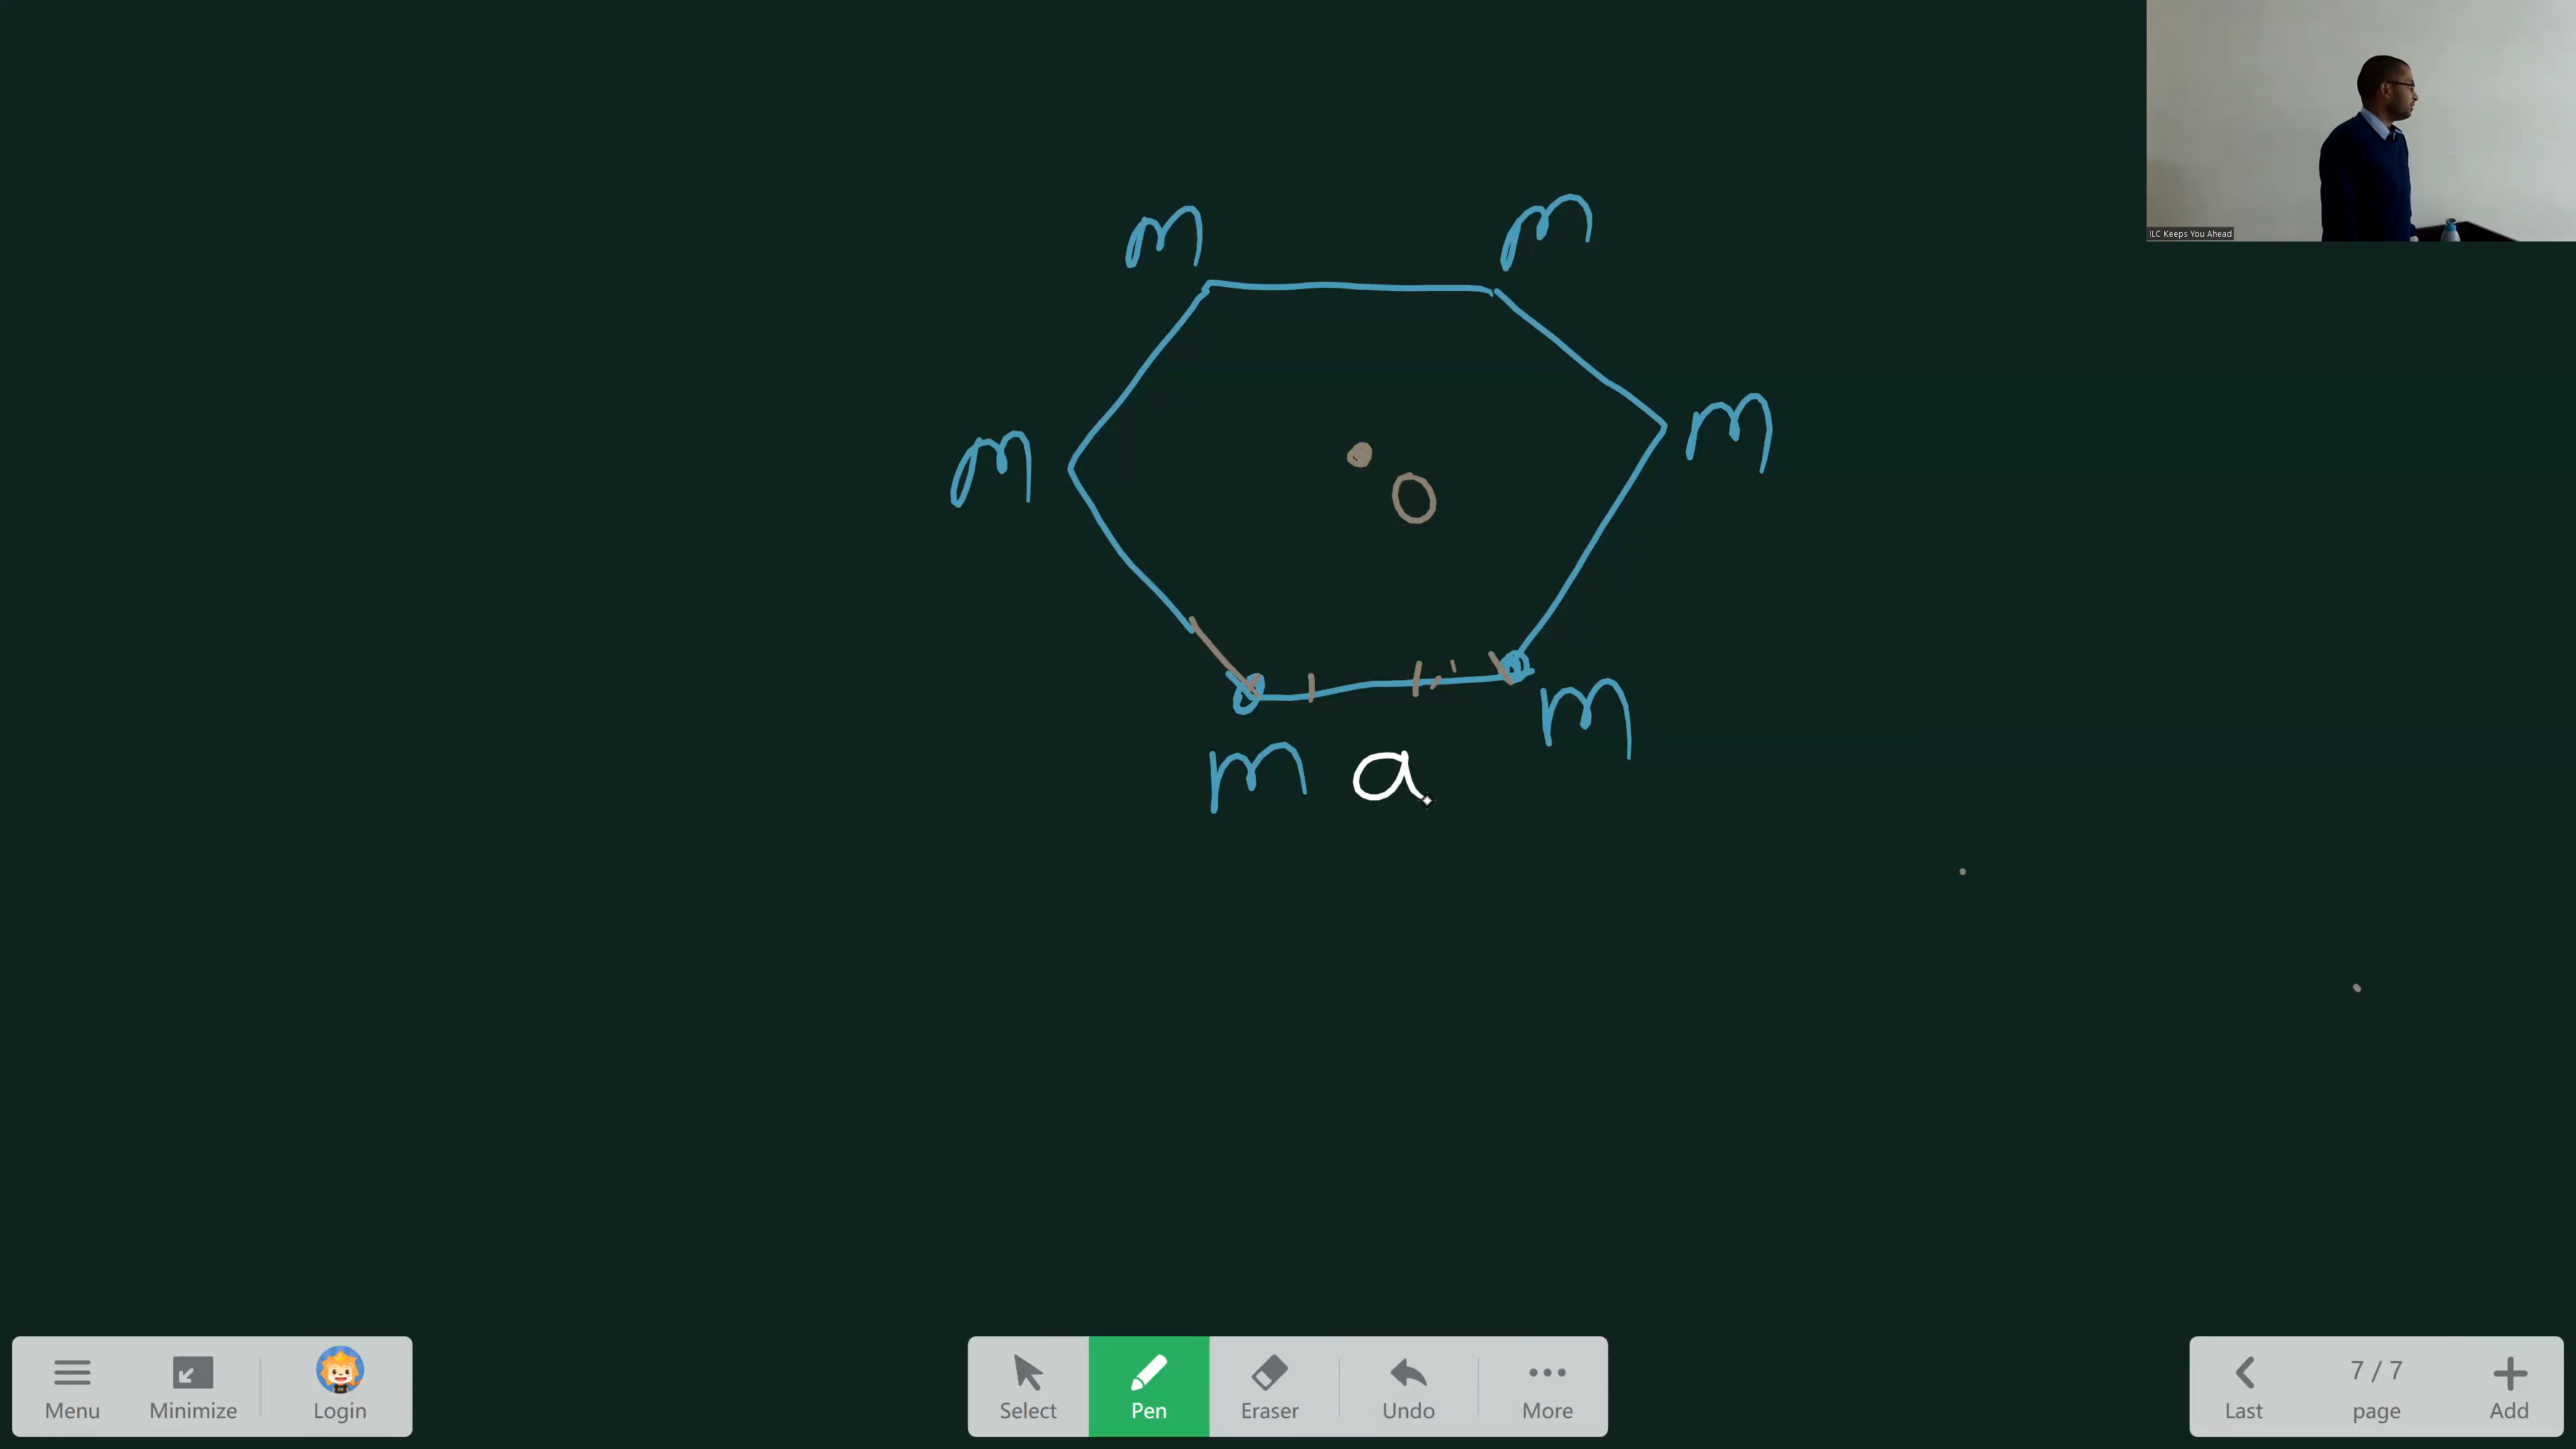 ILC Keeps You Ahead
m m
m m
O
m a m
Menu Minimize Login Select Pen Eraser Undo More Last 7 / 7 page Add